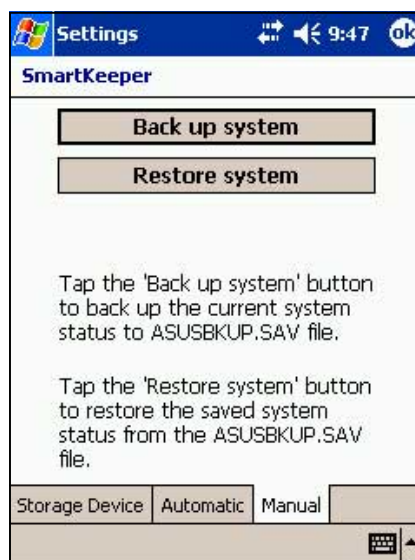 Settings 9:47 ok
SmartKeeper
Back up system
Restore system
Tap the 'Back up system' button
to back up the current system
status to ASUSBKUP.SAV file.
Tap the 'Restore system' button
to restore the saved system
status from the ASUSBKUP.SAV
file.
Storage Device Automatic Manual